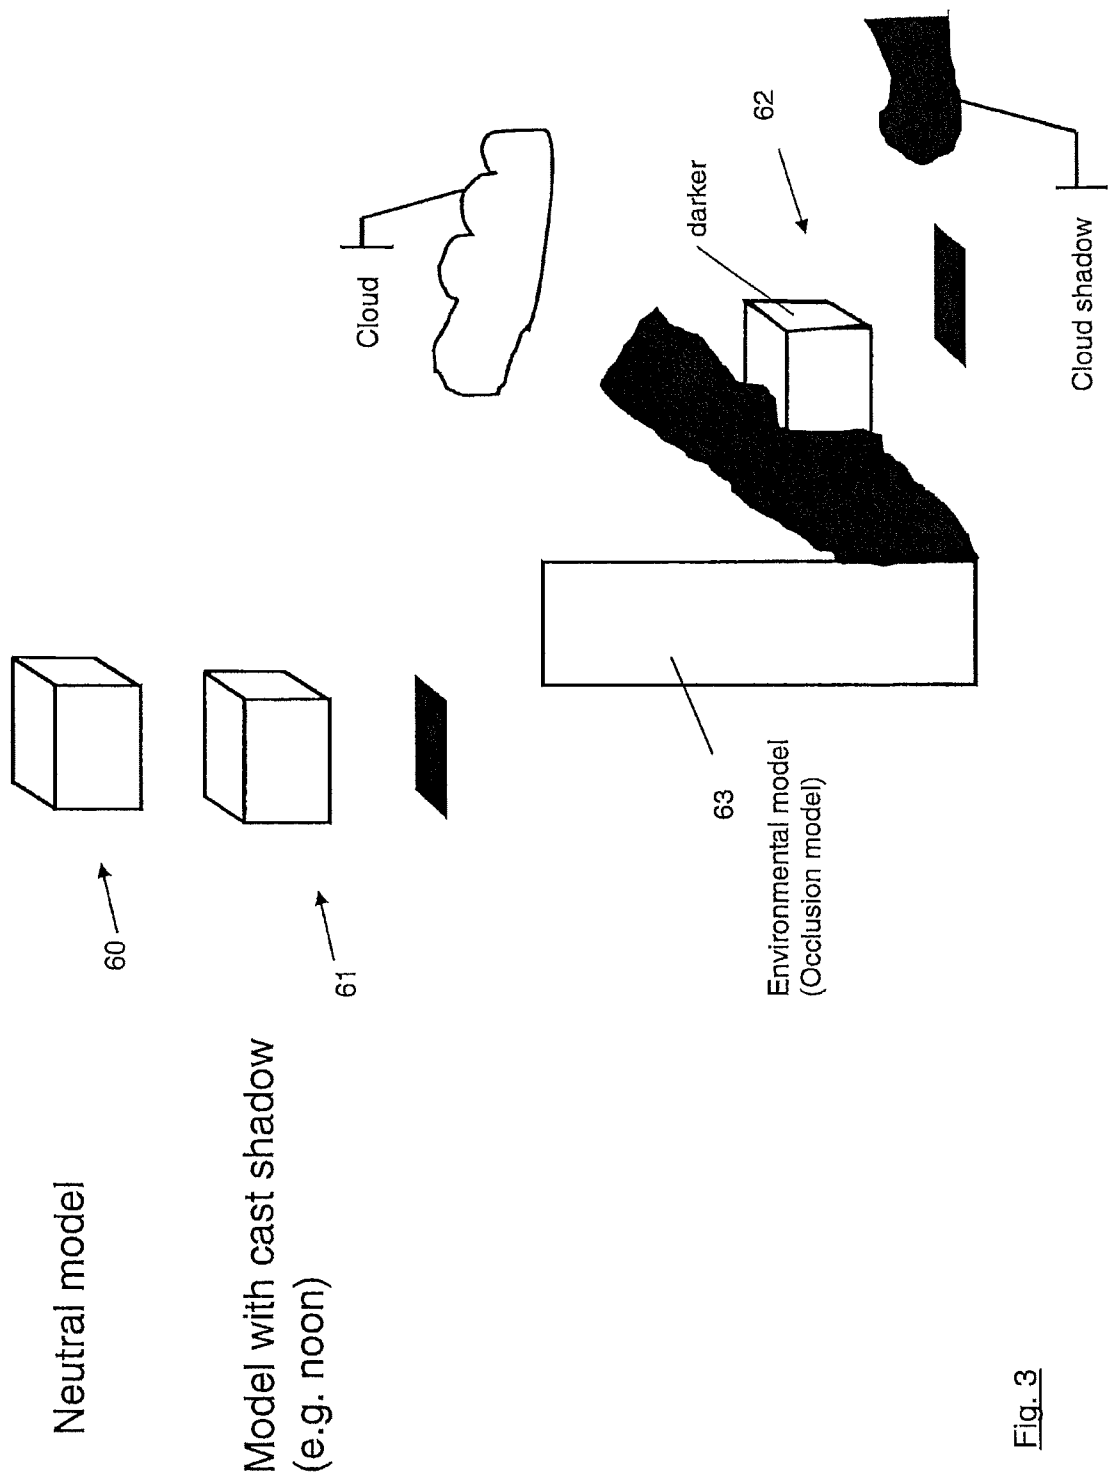 Neutral model
60
Model with cast shadow
(e.g. noon)
61
Cloud
darker
62
63
Environmental model
(Occlusion model)
Cloud shadow
Fig. 3